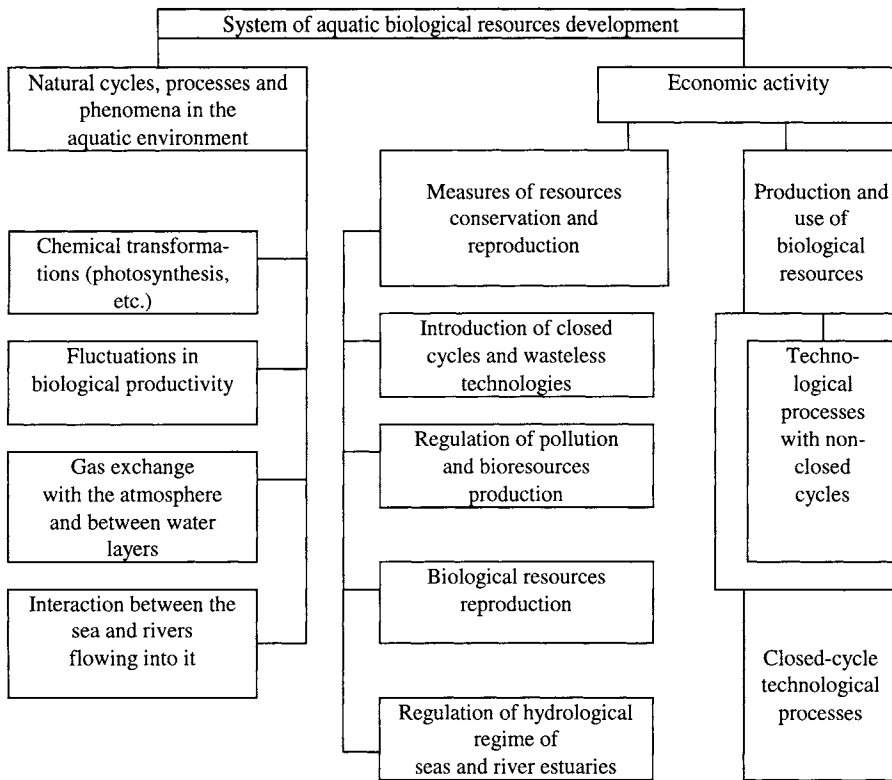 System of aquatic biological resources development
Natural cycles, processes and
phenomena in the
aquatic environment
Chemical transforma-
tions (photosynthesis,
etc.)
Fluctuations in
biological productivity
Gas exchange
with the atmosphere
and between water
layers
Interaction between the
sea and rivers
flowing into it
Economic activity
Measures of resources
conservation and
reproduction
Introduction of closed
cycles and wasteless
technologies
Regulation of pollution
and bioresources
production
Biological resources
reproduction
Regulation of hydrological
regime of
seas and river estuaries
Production and
use of
biological
resources
Techno-
logical
processes
with non-
closed
cycles
Closed-cycle
technological
processes